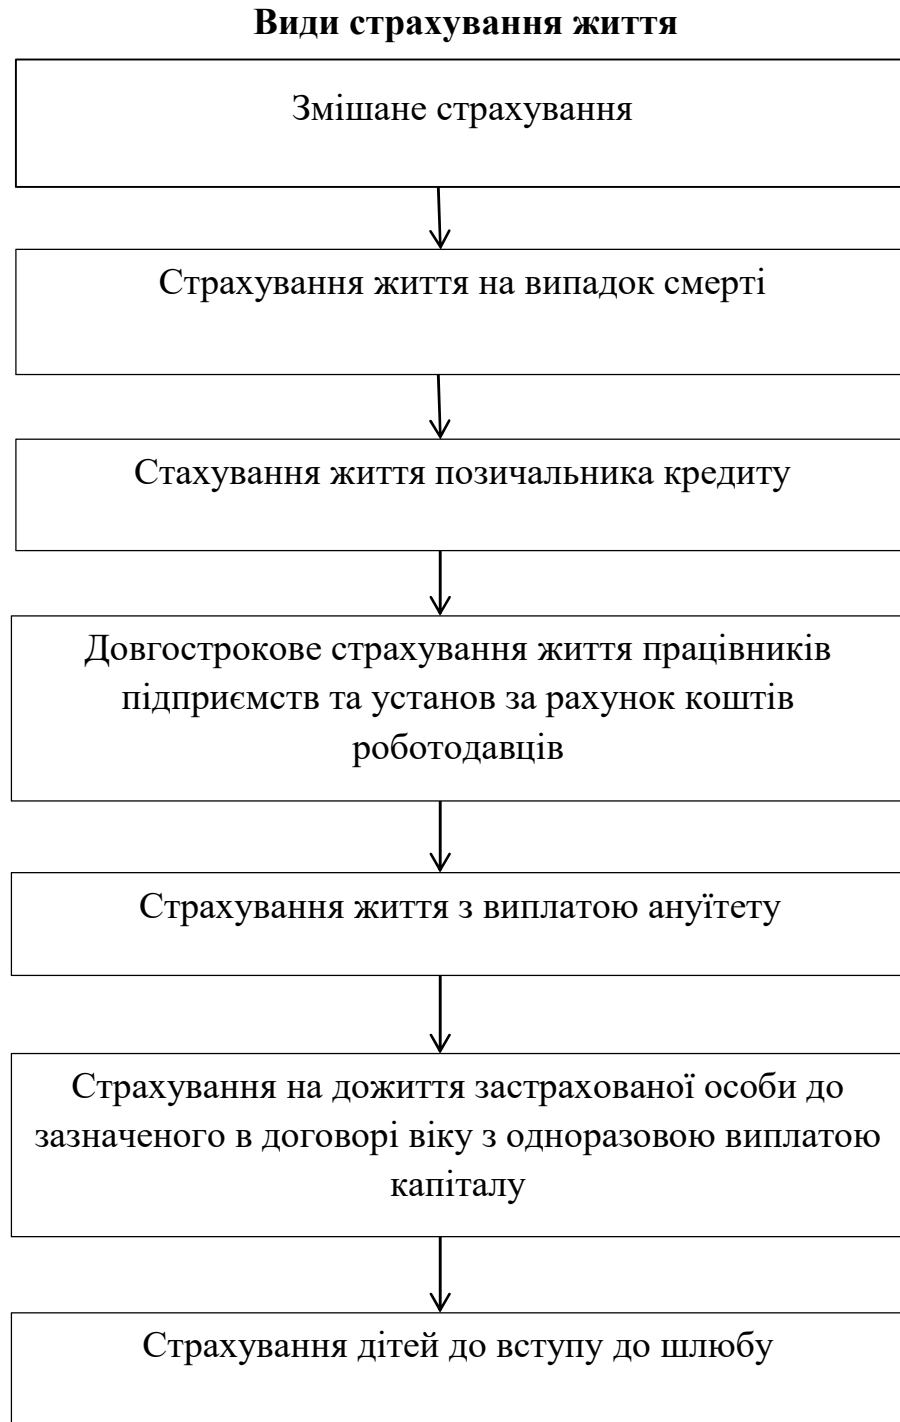 Види страхування життя
Змішане страхування
Страхування життя на випадок смерті
Стахування життя позичальника кредиту
Довгострокове страхування життя працівників
підприємств та установ за рахунок коштів
роботодавців
Страхування життя з виплатою ануїтету
Страхування на дожиття застрахованої особи до
зазначеного в договорі віку з одноразовою виплатою
капіталу
Страхування дітей до вступу до шлюбу